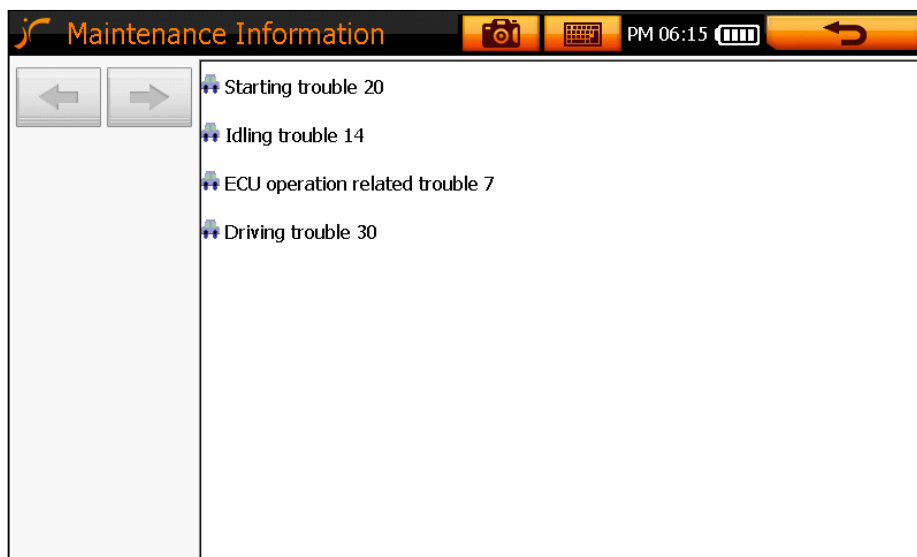 Maintenance Information
PM 06:15
Starting trouble 20
Idling trouble 14
ECU operation related trouble 7
Driving trouble 30